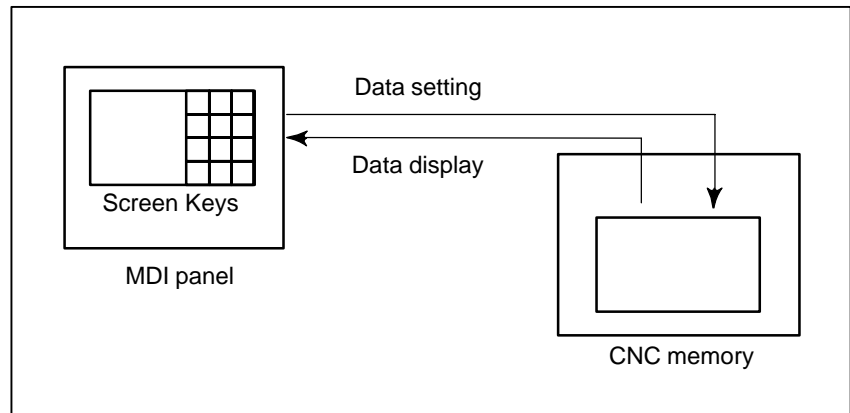 Data setting
Data display
Screen Keys
MDI panel
CNC memory